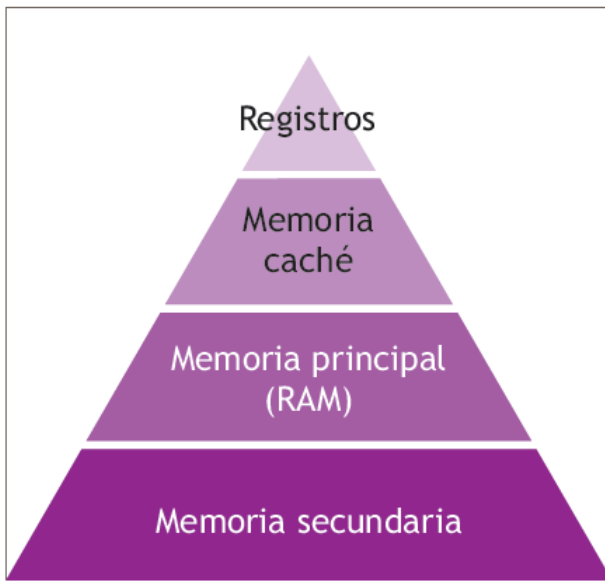 Registros
Memoria
caché
Memoria principal
(RAM)
Memoria secundaria